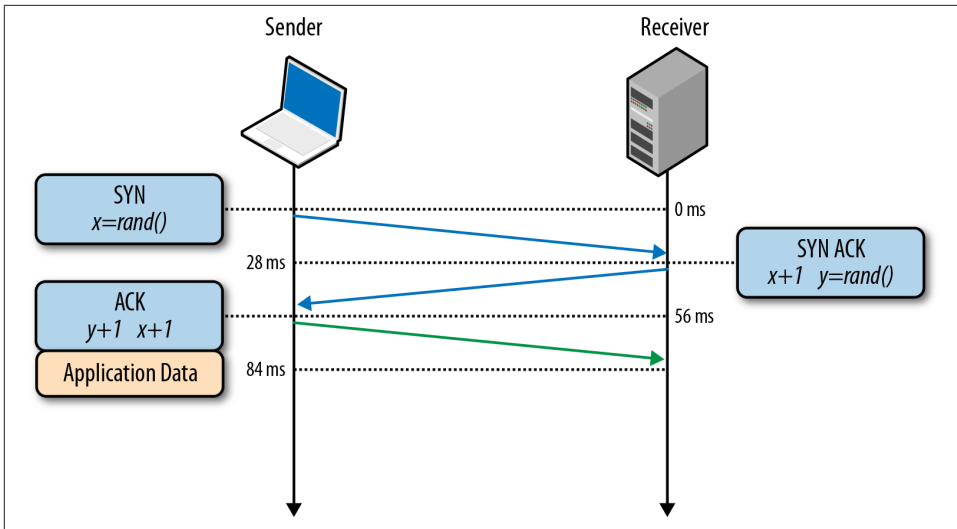 Sender
Receiver
SYN
x=rand()
0 ms
28 ms
SYN ACK
x+1 y=rand()
ACK
y+1 x+1
56 ms
Application Data
84 ms